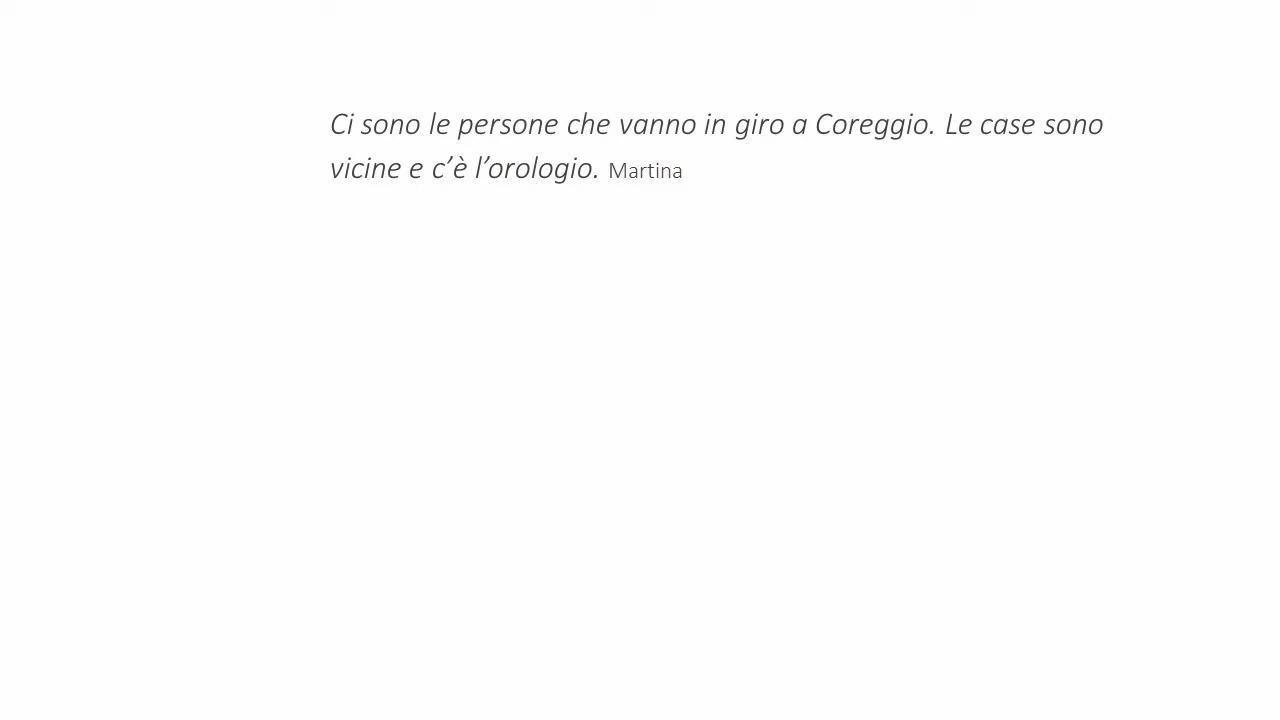 Ci sono le persone che vanno in giro a Coreggio. Le case sono
vicine e c’è l’orologio. Martina